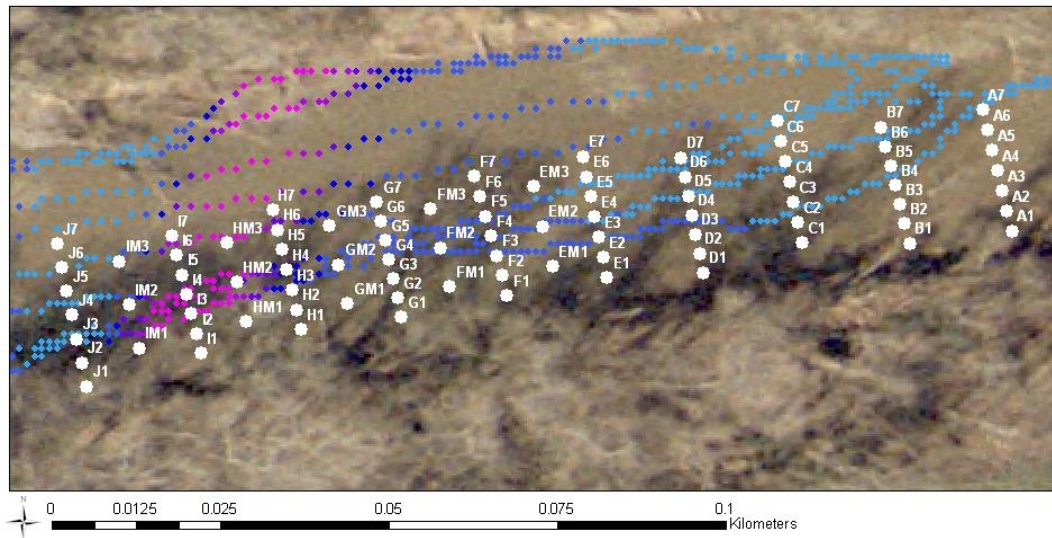 A7
A6
A5
A4
A3
A2
A1
B7
B6
B5
B4
B3
B2
B1
C7
C6
C5
C4
C3
C2
C1
D7
D6
D5
D4
D3
D2
D1
E7
E6
E5
E4
E3
E2
E1
EM3
EM2
EM1
F7
F6
F5
F4
F3
F2
F1
FM3
FM2
FM1
G7
G6
G5
G4
G3
G2
G1
GM3
GM2
GM1
H7
H6
H5
H4
H3
H2
H1
HM3
HM2
HM1
I7
I6
I5
I4
I3
I2
I1
IM3
IM2
IM1
J7
J6
J5
J4
J3
J2
J1
N
0 0.0125 0.025 0.05 0.075 0.1
Kilometers